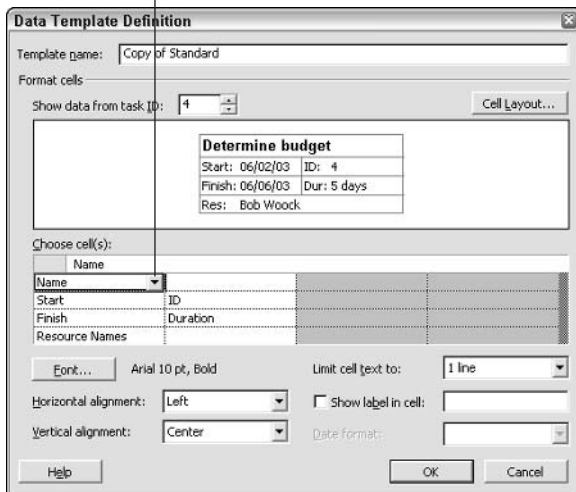 Data Template Definition
Template name: Copy of Standard
Format cells
Show data from task ID: 4 Cell Layout...
Determine budget
Start: 06/02/03 ID: 4
Finish: 06/06/03 Dur: 5 days
Res: Bob Woock
Choose cell(s):
Name
Name
Start ID
Finish Duration
Resource Names
Font... Arial 10 pt, Bold Limit cell text to: 1 line
Horizontal alignment: Left Show label in cell:
Vertical alignment: Center Date format:
Help OK Cancel